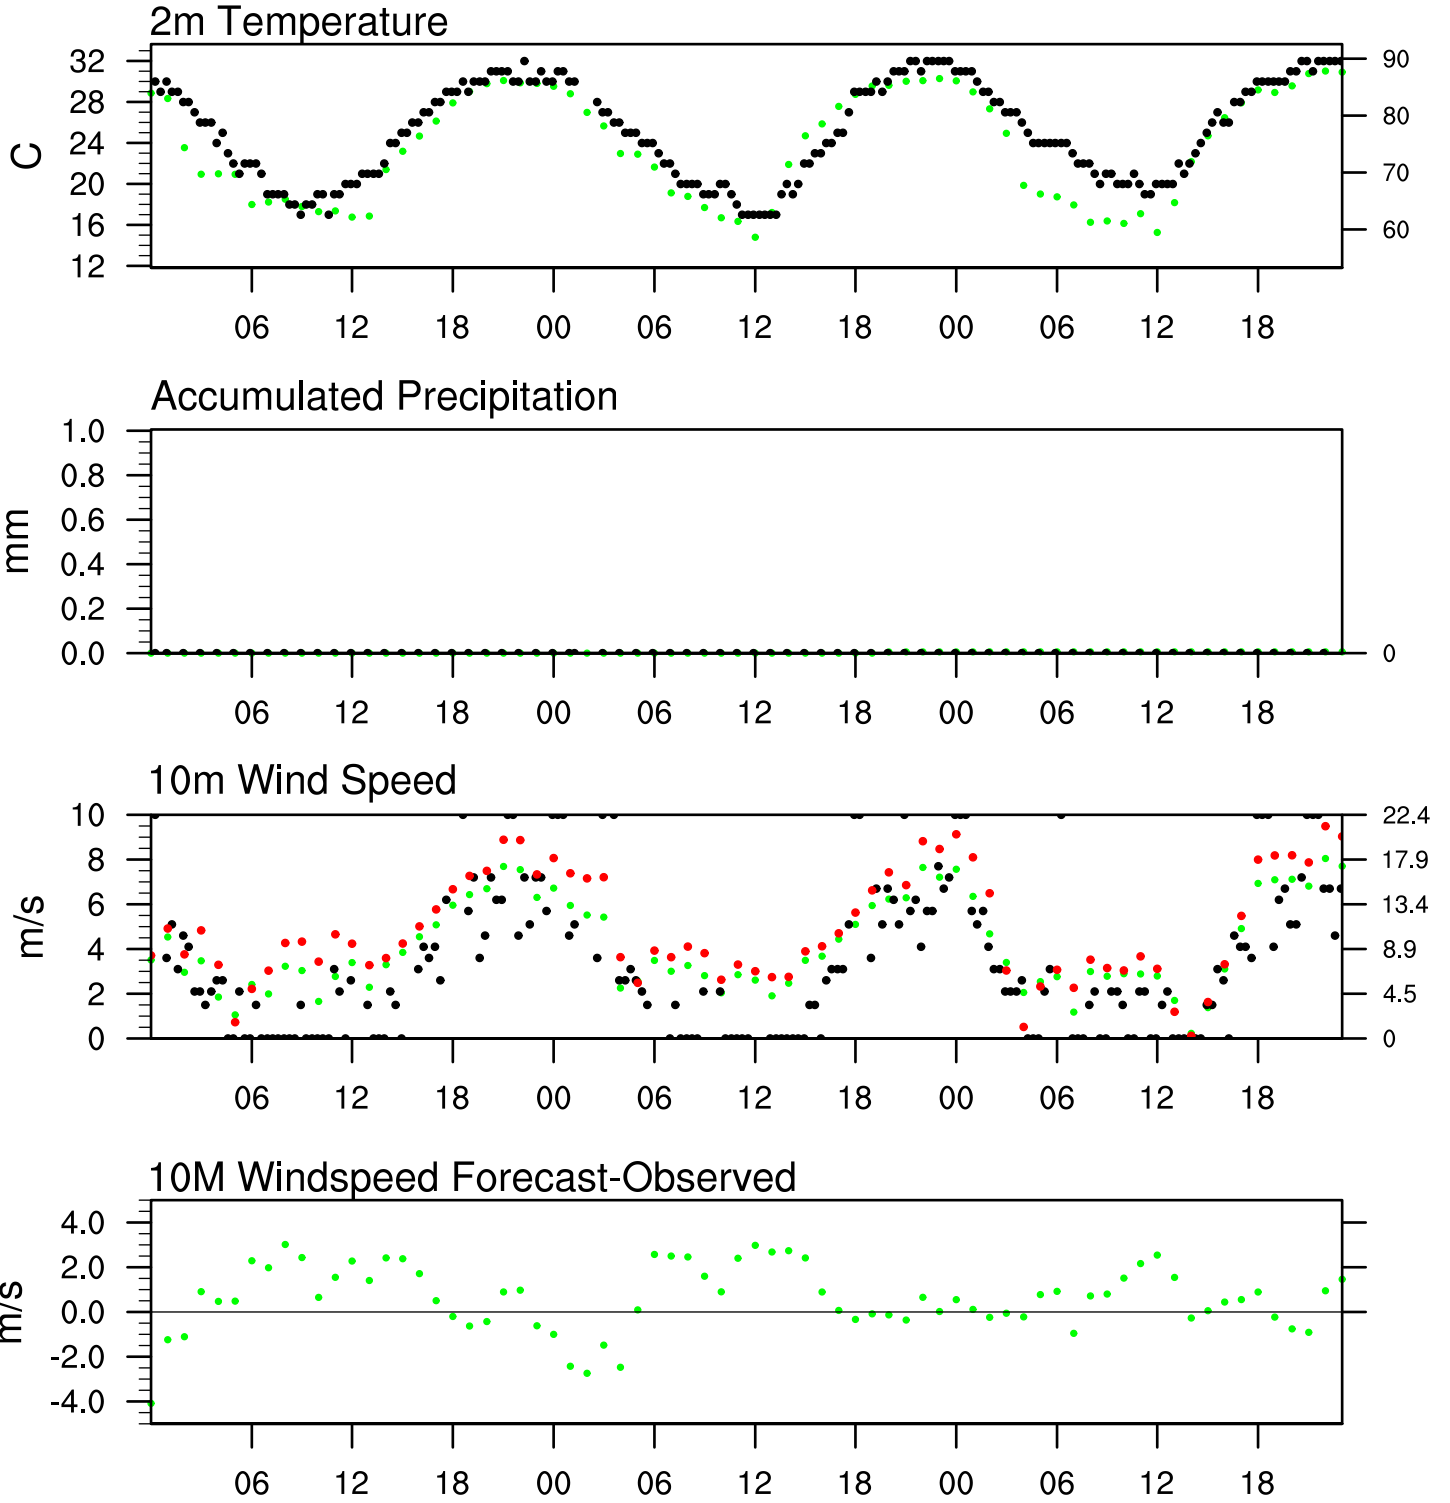 2m Temperature
32
28
24
20
16
12
C
90
80
70
60
06 12 18 00 06 12 18 00 06 12 18
Accumulated Precipitation
1.0
0.8
0.6
0.4
0.2
0.0
mm
0
06 12 18 00 06 12 18 00 06 12 18
10m Wind Speed
10
8
6
4
2
0
m/s
22.4
17.9
13.4
8.9
4.5
0
06 12 18 00 06 12 18 00 06 12 18
10M Windspeed Forecast-Observed
4.0
2.0
0.0
-2.0
-4.0
m/s
06 12 18 00 06 12 18 00 06 12 18